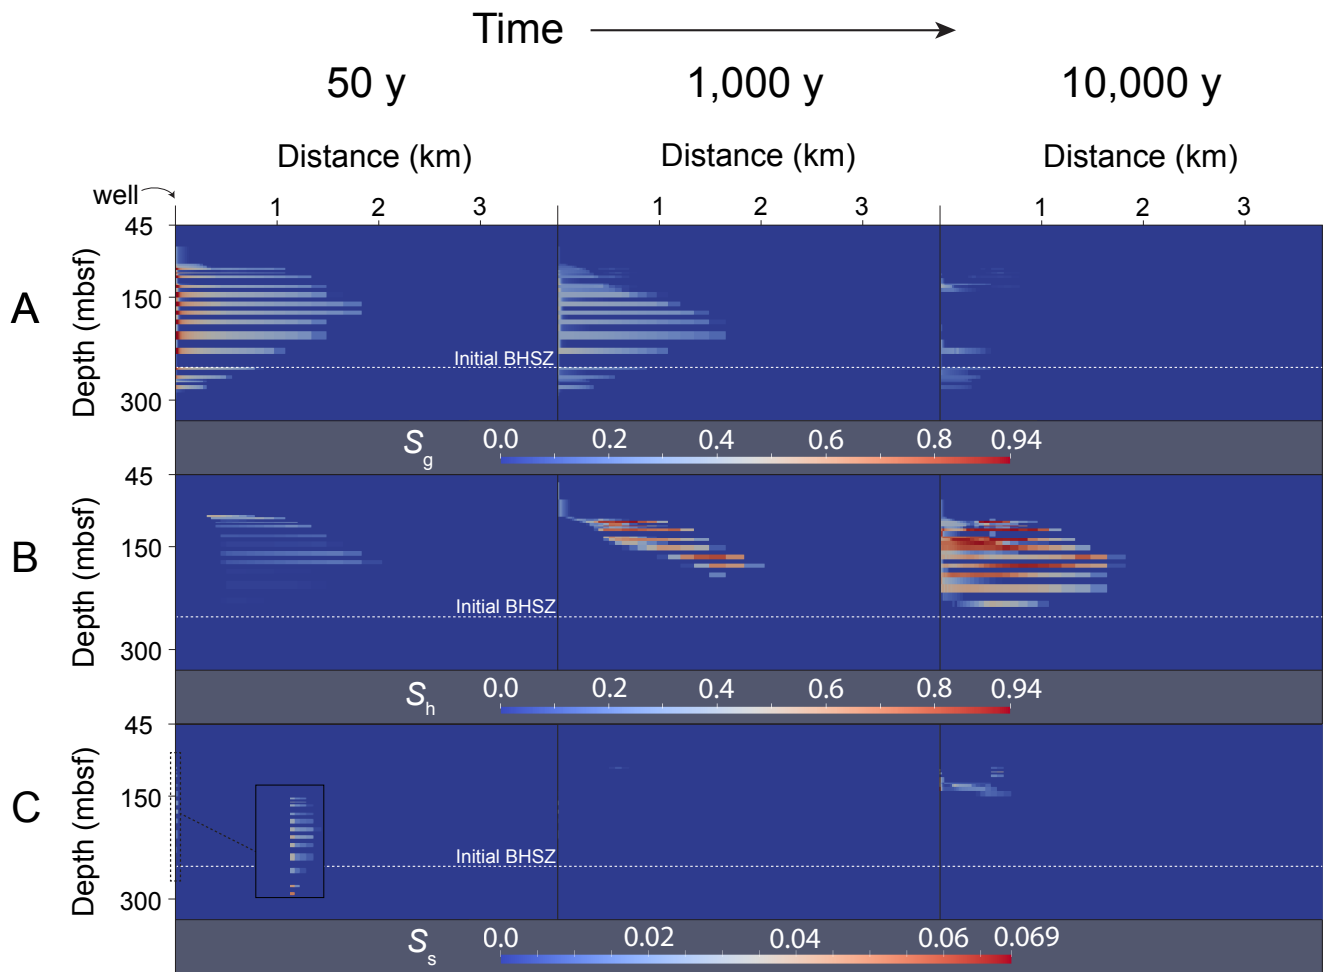 Time
50 y 1,000 y 10,000 y
Distance (km) Distance (km) Distance (km)
well
1 2 3 1 2 3 1 2 3
A
Depth (mbsf)
45
150
300
Initial BHSZ
Sg 0.0 0.2 0.4 0.6 0.8 0.94
B
Depth (mbsf)
45
150
300
Initial BHSZ
Sh 0.0 0.2 0.4 0.6 0.8 0.94
C
Depth (mbsf)
45
150
300
Initial BHSZ
Ss 0.0 0.02 0.04 0.06 0.069